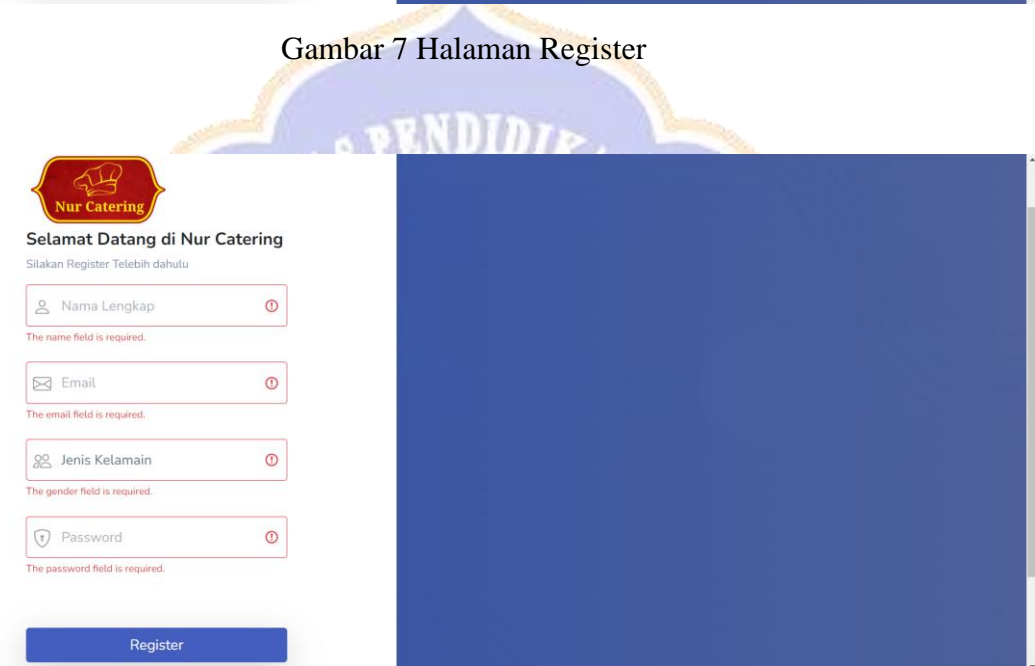 Gambar 7 Halaman Register
PENDIDIK
Nur Catering
Selamat Datang di Nur Catering
Silakan Register Telebih dahulu
Nama Lengkap
The name field is required.
Email
The email field is required.
Jenis Kelamain
The gender field is required.
Password
The password field is required.
Register